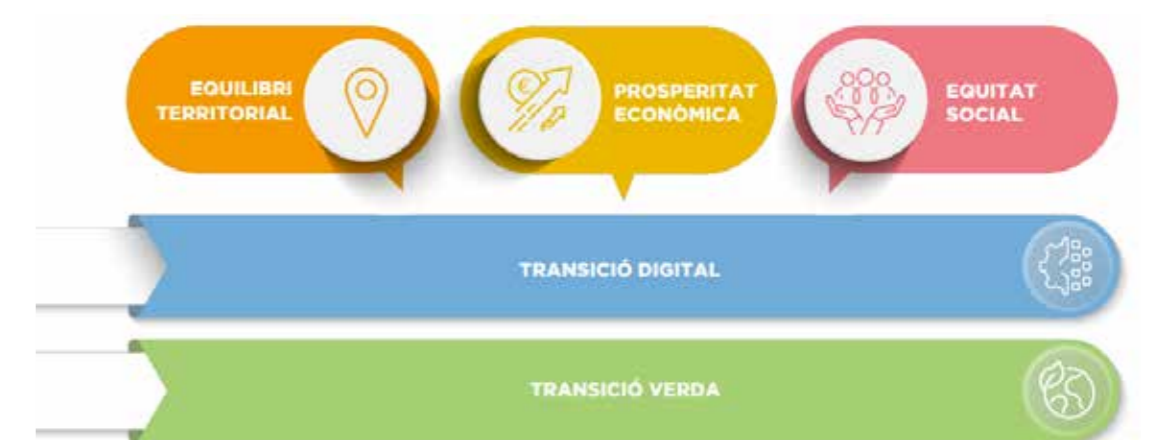 EQUILIBRI
TERRITORIAL
PROSPERITAT
ECONÒMICA
EQUITAT
SOCIAL
TRANSICIÓ DIGITAL
TRANSICIÓ VERDA